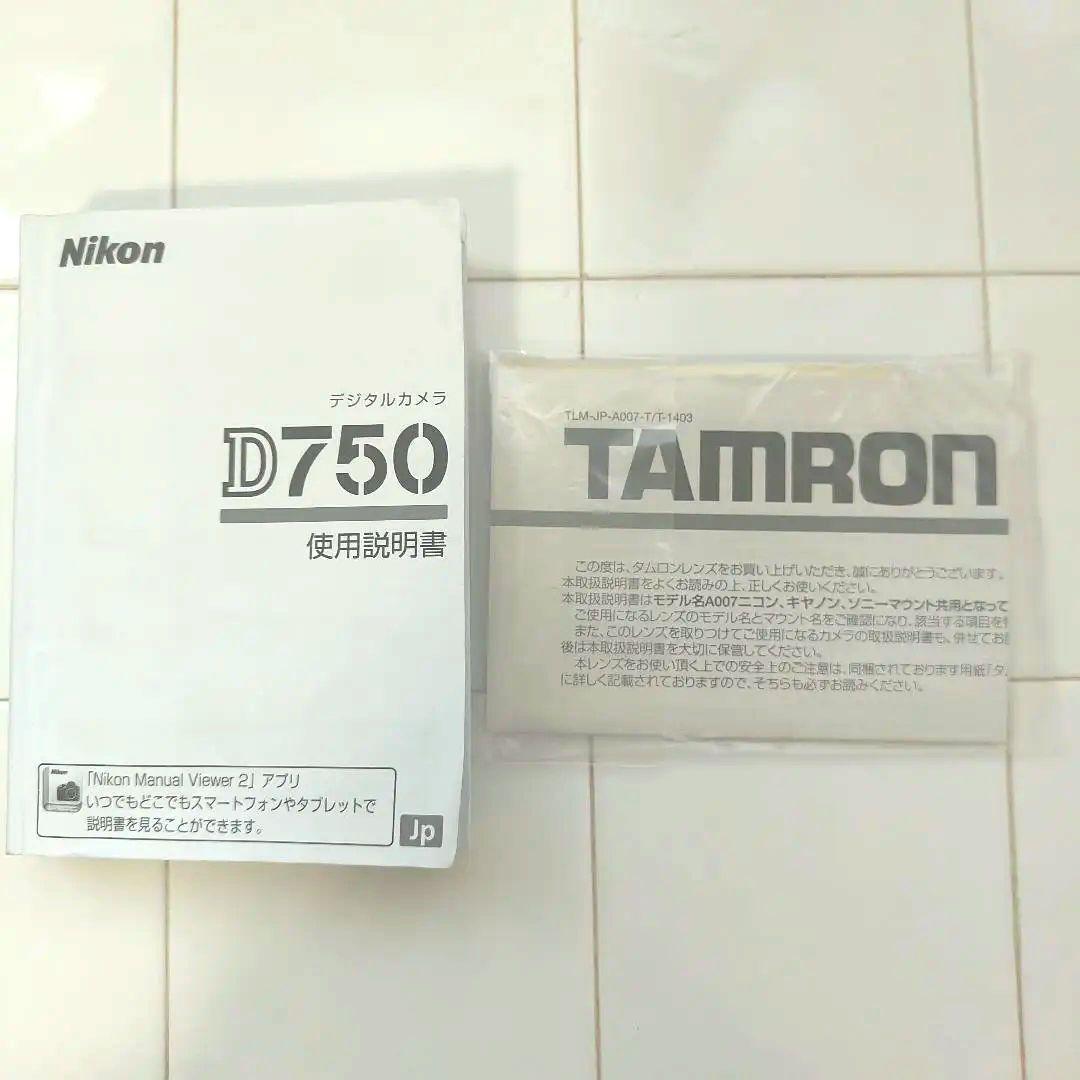 Nikon
デジタルカメラ
D750
使用説明書
Nikon
「Nikon Manual Viewer 2」アプリ
いつでもどこでもスマートフォンやタブレットで
説明書を見ることができます。
Jp
TLM-JP-A007-T/T-1403
TAMRON
この度は、タムロンレンズをお買い上げいただき、誠にありがとうございます。
本取扱説明書をよくお読みの上、正しくお使いください。
本取扱説明書はモデル名A007ニコン、キヤノン、ソニーマウント共用となって
ご使用になるレンズのモデル名とマウント名をご確認になり、該当する項目を
また、このレンズを取りつけてご使用になるカメラの取扱説明書も、併せてお
後は本取扱説明書を大切に保管してください。
本レンズをお使い頂く上での安全上のご注意は、同梱されております用紙「タ
に詳しく記載されておりますので、そちらも必ずお読みください。